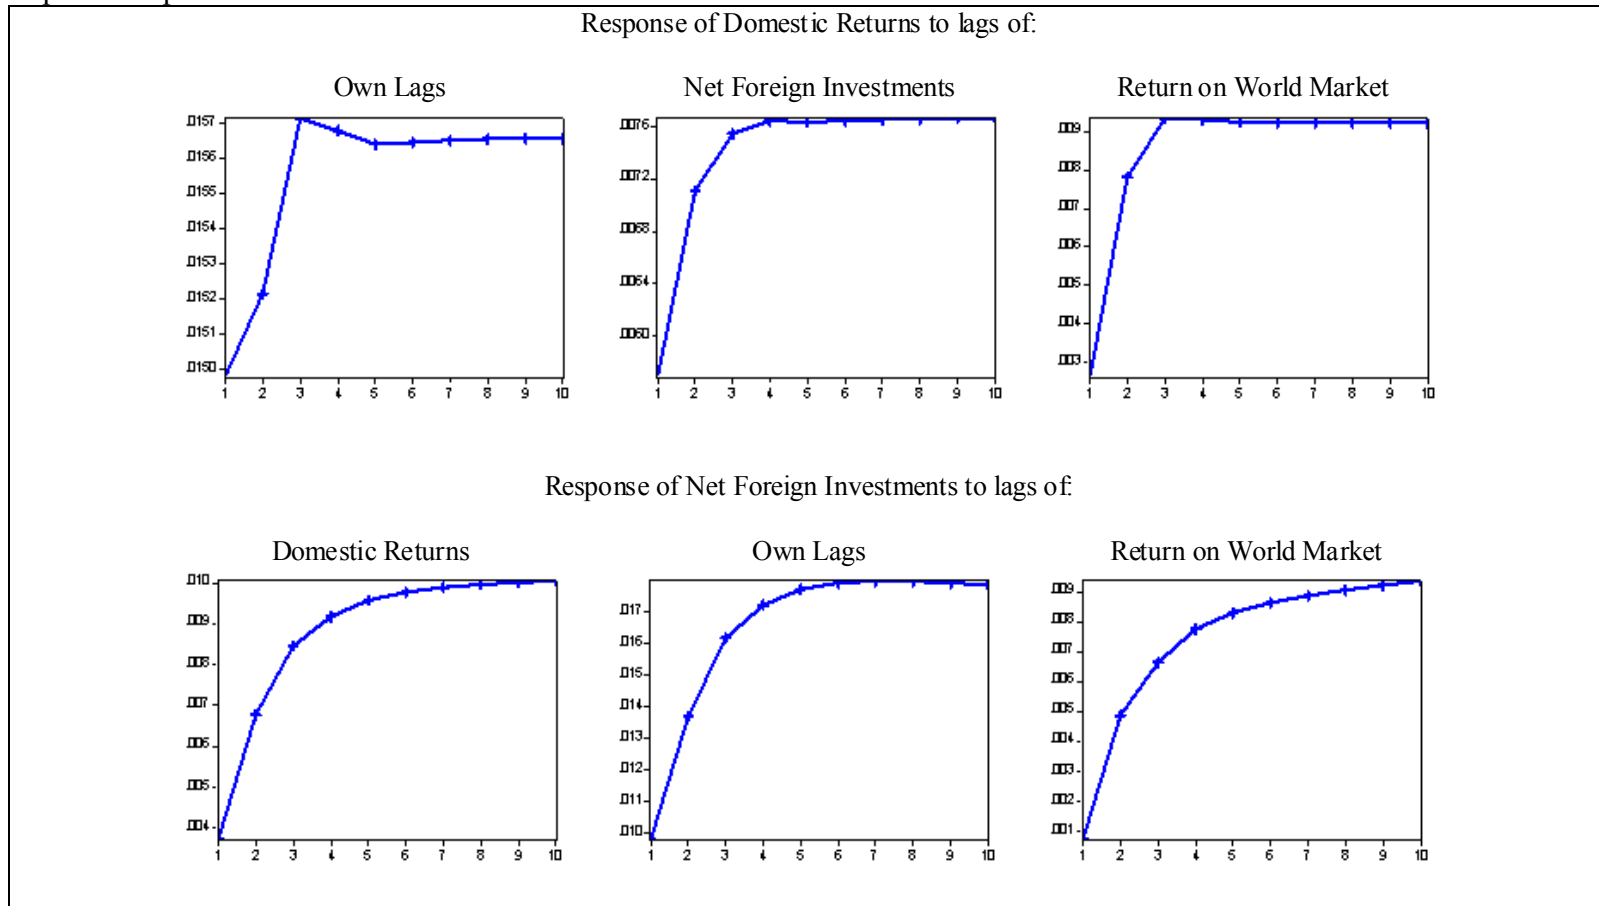 Response of Domestic Returns to lags of:
Own Lags Net Foreign Investments Return on World Market
.0157 .0156 .0155 .0154 .0153 .0152 .0151 .0150
.0076 .0072 .0068 .0064 .0060
.009 .008 .007 .006 .005 .004 .003
1 2 3 4 5 6 7 8 9 10 1 2 3 4 5 6 7 8 9 10 1 2 3 4 5 6 7 8 9 10
Response of Net Foreign Investments to lags of:
Domestic Returns Own Lags Return on World Market
.010 .009 .008 .007 .006 .005 .004
.017 .016 .015 .014 .013 .012 .011 .010
.009 .008 .007 .006 .005 .004 .003 .002 .001
1 2 3 4 5 6 7 8 9 10 1 2 3 4 5 6 7 8 9 10 1 2 3 4 5 6 7 8 9 10